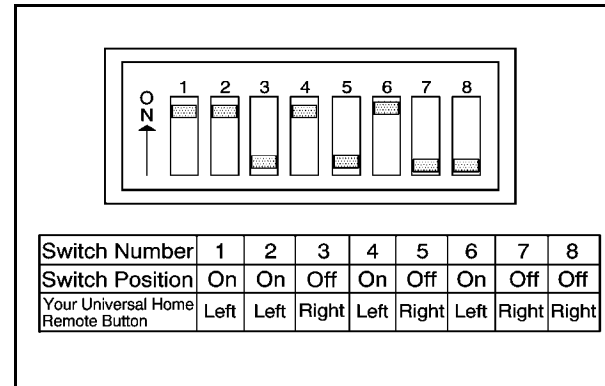 1 2 3 4 5 6 7 8
ON
Switch Number 1 2 3 4 5 6 7 8
Switch Position On On Off On Off On Off Off
Your Universal Home Remote Button Left Left Right Left Right Left Right Right